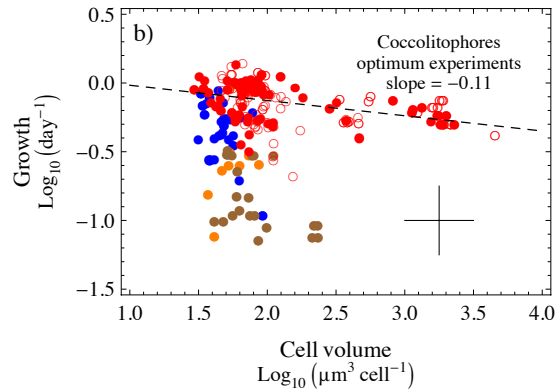 b)
Coccolitophores
optimum experiments
slope = −0.11
0.5
0.0
−0.5
−1.0
−1.5
Growth
Log₁₀ (day⁻¹)
1.0 1.5 2.0 2.5 3.0 3.5 4.0
Cell volume
Log₁₀ (μm³ cell⁻¹)